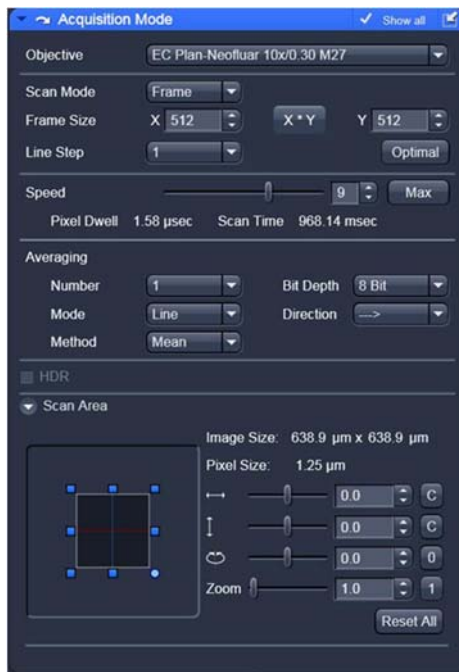 Acquisition Mode Show all
Objective EC Plan-Neofluar 10x/0.30 M27
Scan Mode Frame
Frame Size X 512 X * Y Y 512
Line Step 1 Optimal
Speed 9 Max
Pixel Dwell 1.58 µsec Scan Time 968.14 msec
Averaging
Number 1 Bit Depth 8 Bit
Mode Line Direction --->
Method Mean
HDR
Scan Area
Image Size: 638.9 µm x 638.9 µm
Pixel Size: 1.25 µm
0.0 C
0.0 C
0.0 0
Zoom 1.0 1
Reset All